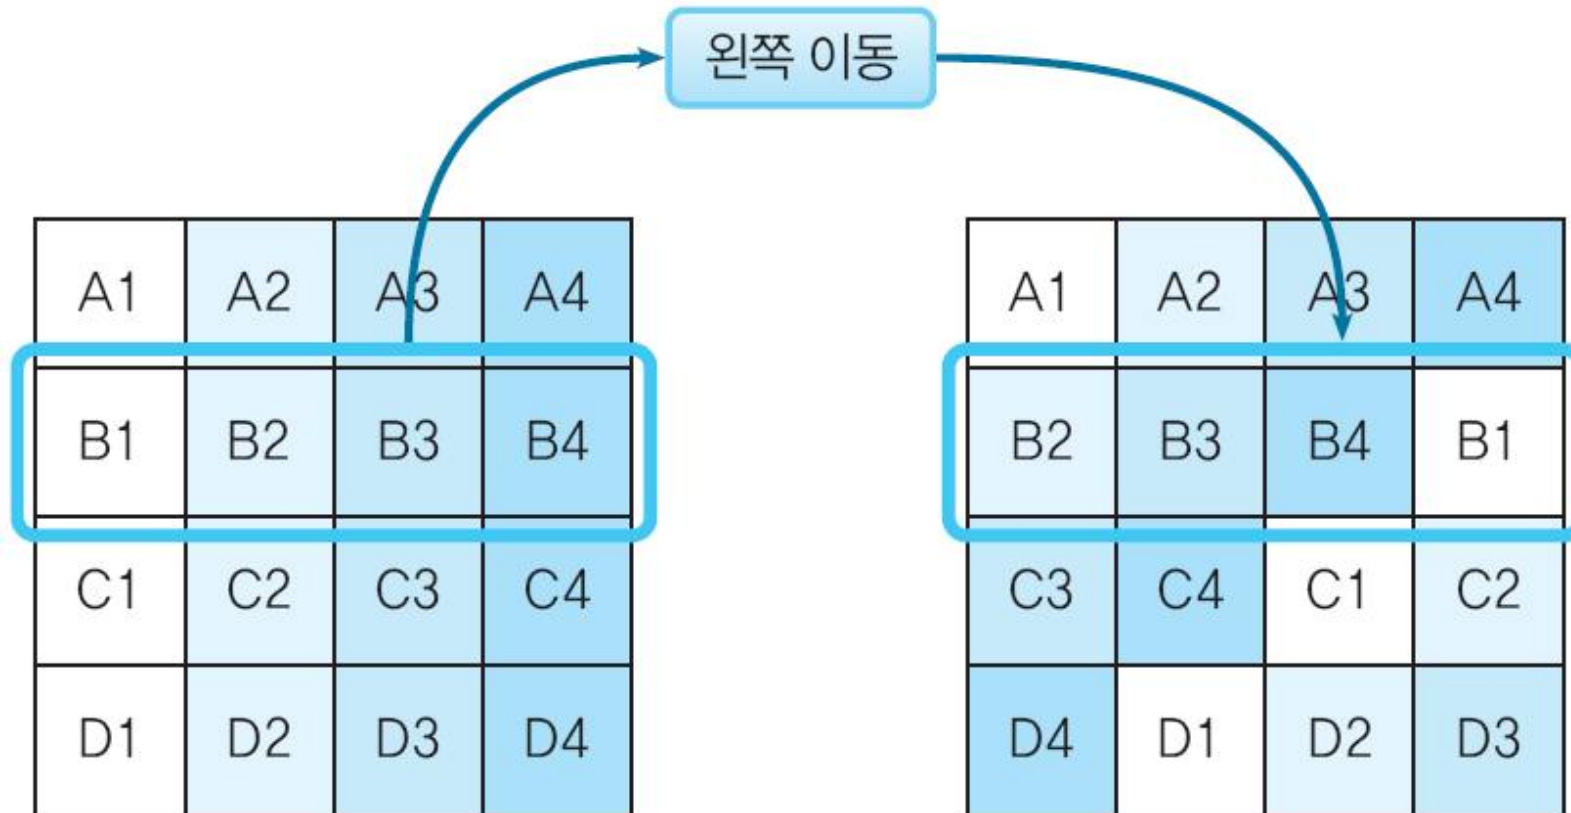 왼쪽 이동
A1 A2 A3 A4
B1 B2 B3 B4
C1 C2 C3 C4
D1 D2 D3 D4
A1 A2 A3 A4
B2 B3 B4 B1
C3 C4 C1 C2
D4 D1 D2 D3